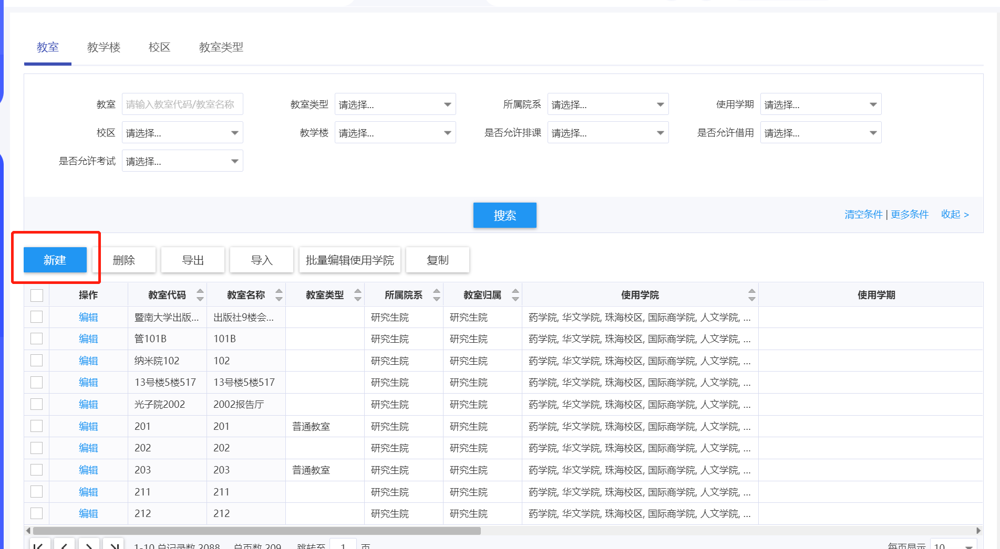 教室 教学楼 校区 教室类型
教室 请输入教室代码/教室名称 教室类型 请选择... 所属院系 请选择... 使用学期 请选择...
校区 请选择... 教学楼 请选择... 是否允许排课 请选择... 是否允许借用 请选择...
是否允许考试 请选择...
搜索 清空条件 | 更多条件 收起 >
新建 删除 导出 导入 批量编辑使用学院 复制
操作 教室代码 教室名称 教室类型 所属院系 教室归属 使用学院 使用学期
编辑 暨南大学出版... 出版社9楼会... 研究生院 研究生院 药学院, 华文学院, 珠海校区, 国际商学院, 人文学院, ...
编辑 管101B 101B 研究生院 研究生院 药学院, 华文学院, 珠海校区, 国际商学院, 人文学院, ...
编辑 纳米院102 102 研究生院 研究生院 药学院, 华文学院, 珠海校区, 国际商学院, 人文学院, ...
编辑 13号楼5楼517 13号楼5楼517 研究生院 研究生院 药学院, 华文学院, 珠海校区, 国际商学院, 人文学院, ...
编辑 光子院2002 2002报告厅 研究生院 研究生院 药学院, 华文学院, 珠海校区, 国际商学院, 人文学院, ...
编辑 201 201 普通教室 研究生院 研究生院 药学院, 华文学院, 珠海校区, 国际商学院, 人文学院, ...
编辑 202 202 研究生院 研究生院 药学院, 华文学院, 珠海校区, 国际商学院, 人文学院, ...
编辑 203 203 普通教室 研究生院 研究生院 药学院, 华文学院, 珠海校区, 国际商学院, 人文学院, ...
编辑 211 211 研究生院 研究生院 药学院, 华文学院, 珠海校区, 国际商学院, 人文学院, ...
编辑 212 212 研究生院 研究生院 药学院, 华文学院, 珠海校区, 国际商学院, 人文学院, ...
1-10 总记录数 2088 总页数 209 跳转至 1 页 每页显示 10